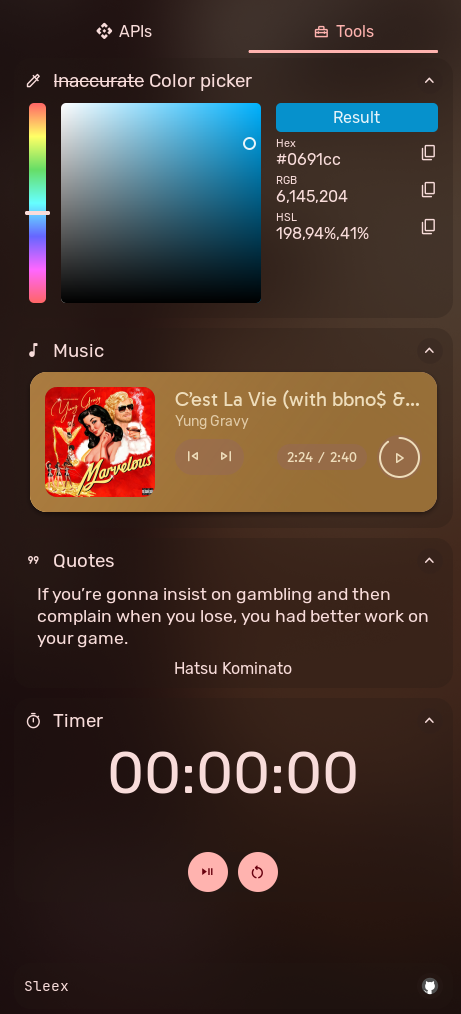 APIs
Tools
Inaccurate Color picker
Result
Hex
#0691cc
RGB
6,145,204
HSL
198,94%,41%
Music
Yung Gravy
Marvelous
C'est La Vie (with bbno$ &...
Yung Gravy
2:24 / 2:40
Quotes
If you're gonna insist on gambling and then
complain when you lose, you had better work on
your game.
Hatsu Kominato
Timer
00:00:00
Sleex